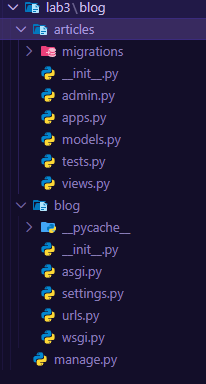 lab3\blog
articles
migrations
__init__.py
admin.py
apps.py
models.py
tests.py
views.py
blog
__pycache__
__init__.py
asgi.py
settings.py
urls.py
wsgi.py
manage.py